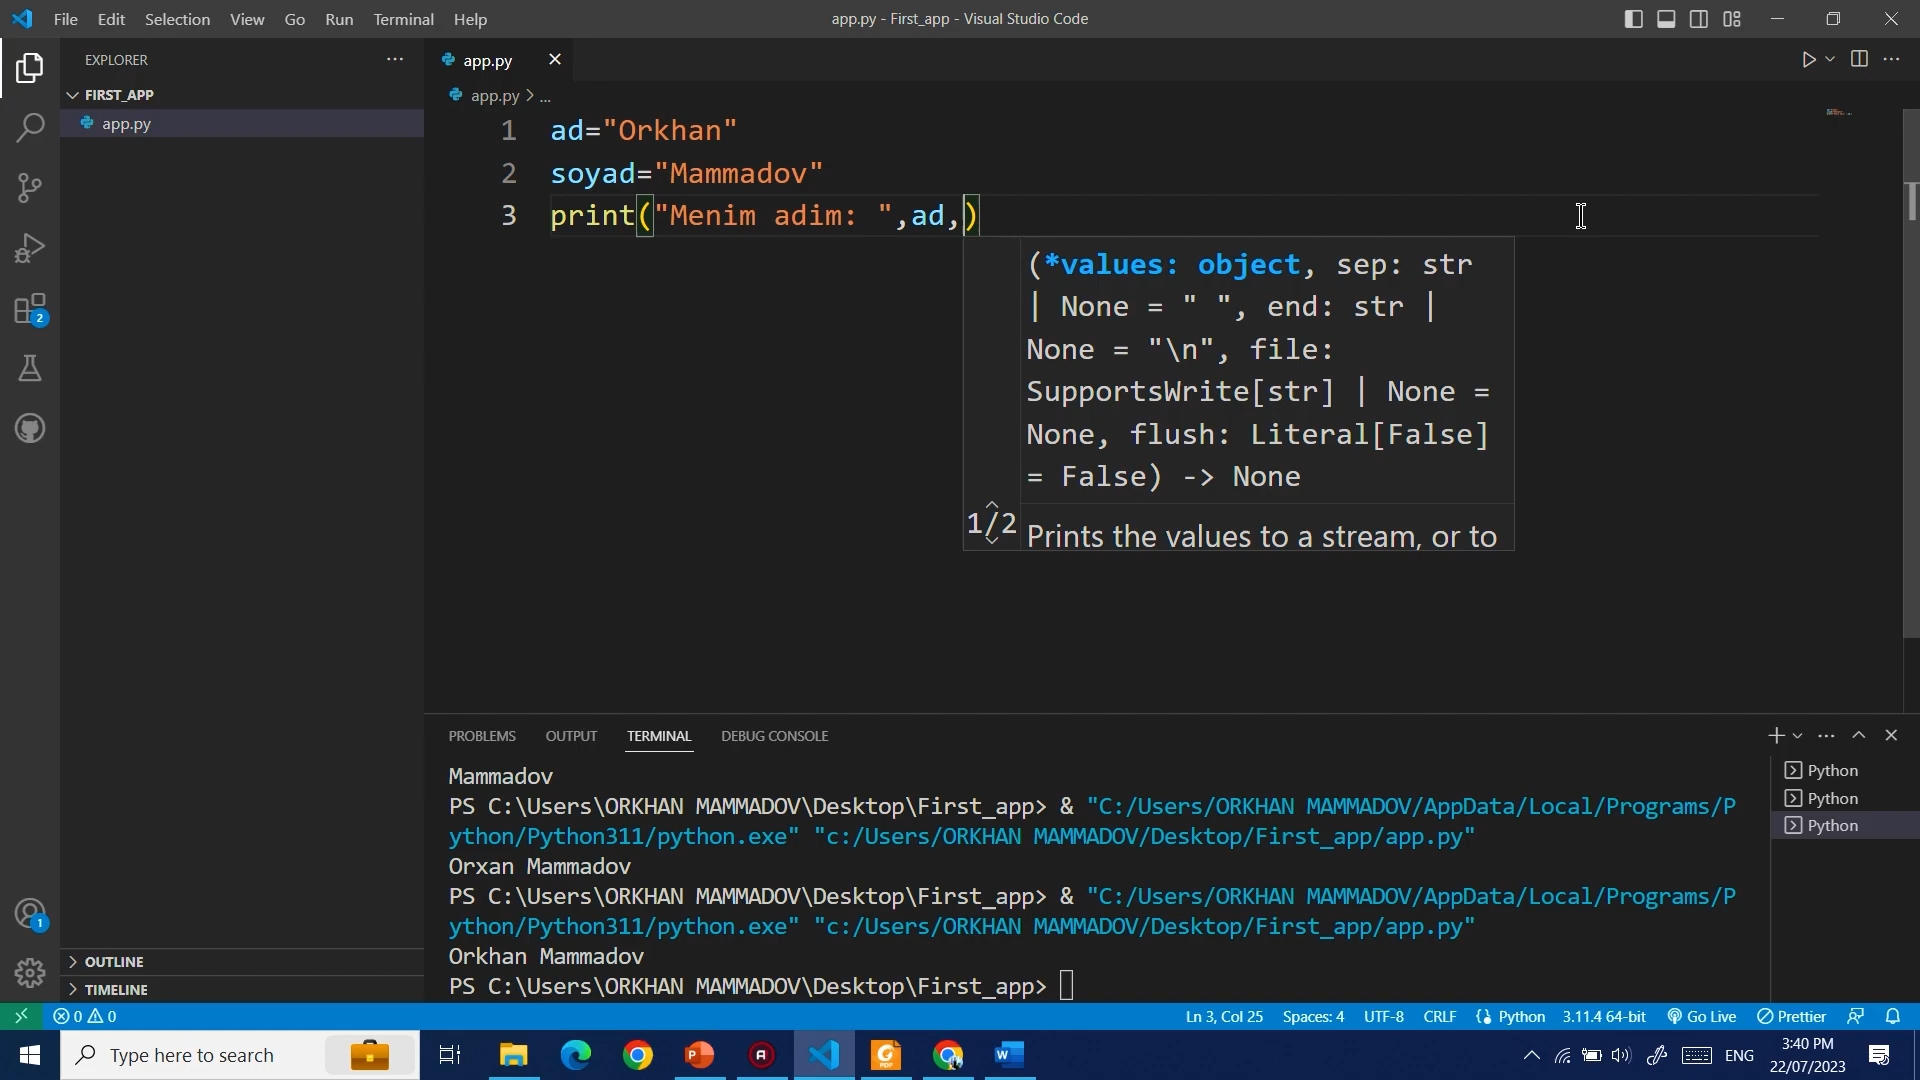 File Edit Selection View Go Run Terminal Help
app.py - First_app - Visual Studio Code
EXPLORER
FIRST_APP
app.py
app.py
app.py > ...
1 ad="Orkhan"
2 soyad="Mammadov"
3 print("Menim adim: ",ad,)
(*values: object, sep: str
| None = " ", end: str |
None = "\n", file:
SupportsWrite[str] | None =
None, flush: Literal[False]
= False) -> None
1/2
Prints the values to a stream, or to
2
1
OUTLINE
TIMELINE
PROBLEMS OUTPUT TERMINAL DEBUG CONSOLE
Mammadov
PS C:\Users\ORKHAN MAMMADOV\Desktop\First_app> & "C:/Users/ORKHAN MAMMADOV/AppData/Local/Programs/P
ython/Python311/python.exe" "c:/Users/ORKHAN MAMMADOV/Desktop/First_app/app.py"
Orxan Mammadov
PS C:\Users\ORKHAN MAMMADOV\Desktop\First_app> & "C:/Users/ORKHAN MAMMADOV/AppData/Local/Programs/P
ython/Python311/python.exe" "c:/Users/ORKHAN MAMMADOV/Desktop/First_app/app.py"
Orkhan Mammadov
PS C:\Users\ORKHAN MAMMADOV\Desktop\First_app>
Python
Python
Python
0 0
Ln 3, Col 25 Spaces: 4 UTF-8 CRLF Python 3.11.4 64-bit Go Live Prettier
Type here to search
ENG
3:40 PM
22/07/2023